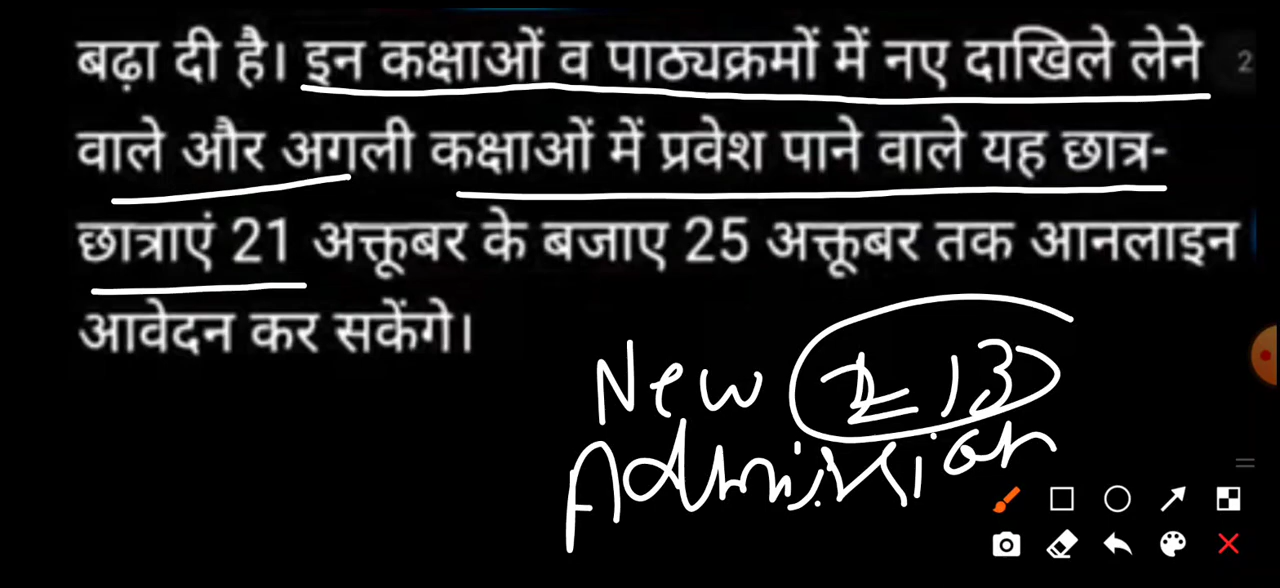 बढ़ा दी है। इन कक्षाओं व पाठ्यक्रमों में नए दाखिले लेने
वाले और अगली कक्षाओं में प्रवेश पाने वाले यह छात्र-
छात्राएं 21 अक्तूबर के बजाए 25 अक्तूबर तक आनलाइन
आवेदन कर सकेंगे।
New
Admission